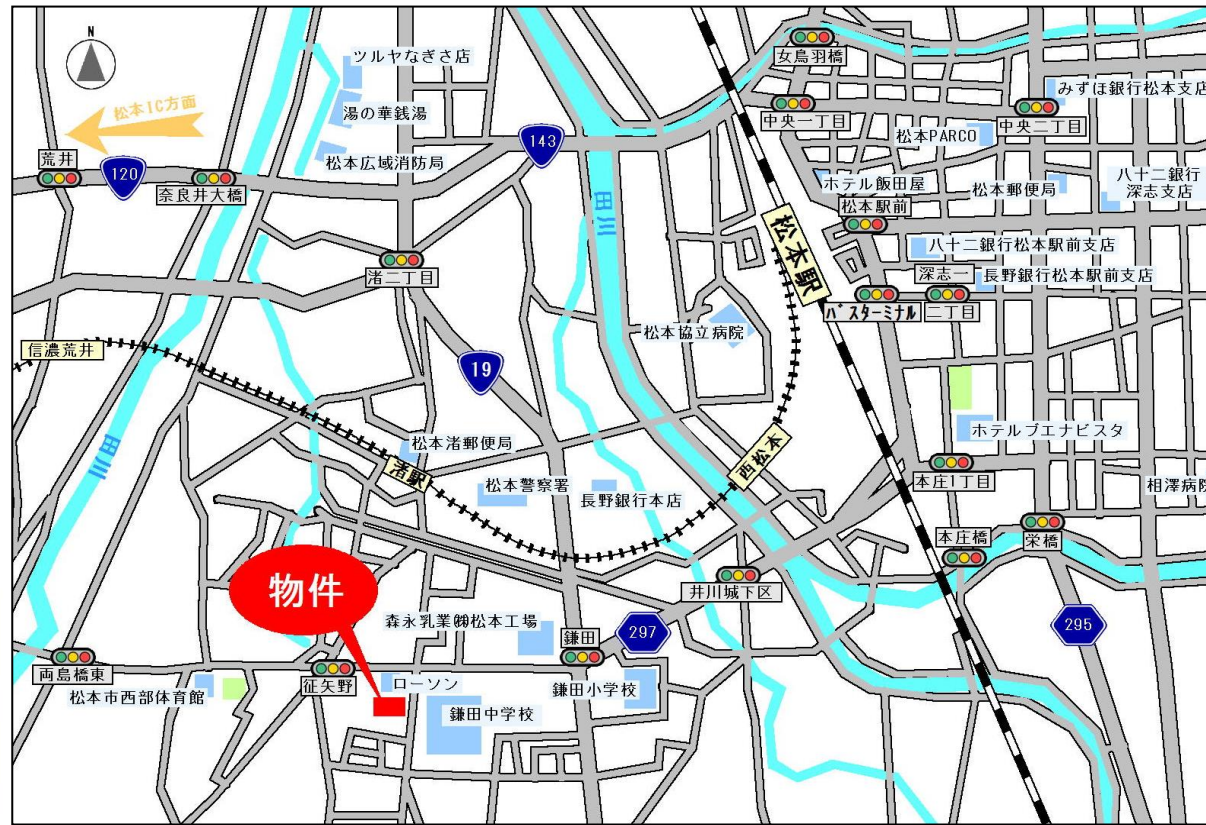 N
ツルヤなぎさ店
女鳥羽橋
みずほ銀行松本支店
松本IC方面
湯の華銭湯
中央一丁目
中央二丁目
143
松本PARCO
荒井
120
松本広域消防局
奈良井大橋
ホテル飯田屋
松本駅前
松本郵便局
八十二銀行
深志支店
田川
松本駅
八十二銀行松本駅前支店
渚二丁目
深志一
長野銀行松本駅前支店
バスターミナル
二丁目
松本協立病院
信濃荒井
19
ホテルブエナビスタ
田川
松本渚郵便局
渚駅
西松本
本庄1丁目
松本警察署
長野銀行本店
相澤病院
本庄橋
栄橋
物件
井川城下区
森永乳業㈱松本工場
鎌田
297
295
両島橋東
征矢野
松本市西部体育館
ローソン
鎌田小学校
鎌田中学校